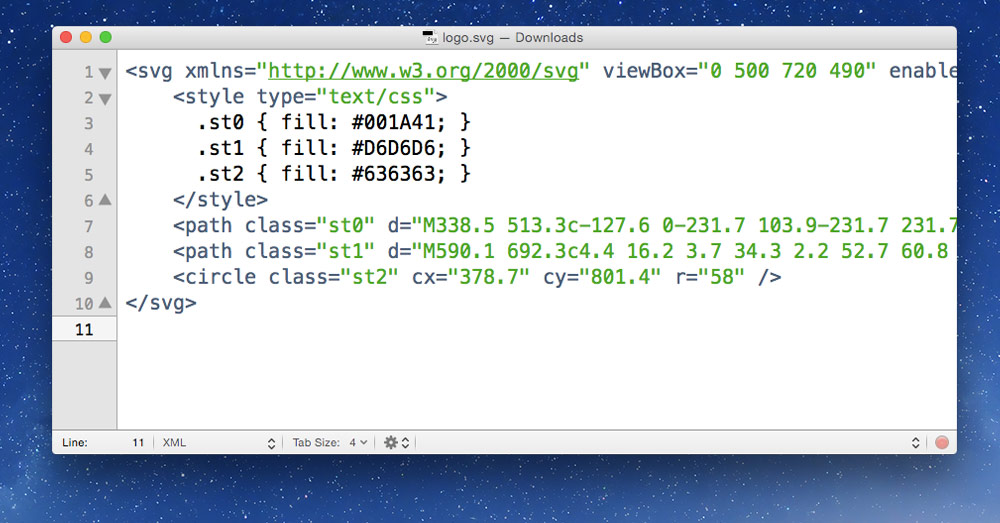 logo.svg — Downloads
1 <svg xmlns="http://www.w3.org/2000/svg" viewBox="0 500 720 490" enable
2 <style type="text/css">
3 .st0 { fill: #001A41; }
4 .st1 { fill: #D6D6D6; }
5 .st2 { fill: #636363; }
6 </style>
7 <path class="st0" d="M338.5 513.3c-127.6 0-231.7 103.9-231.7 231.7
8 <path class="st1" d="M590.1 692.3c4.4 16.2 3.7 34.3 2.2 52.7 60.8
9 <circle class="st2" cx="378.7" cy="801.4" r="58" />
10 </svg>
11
Line: 11 XML Tab Size: 4